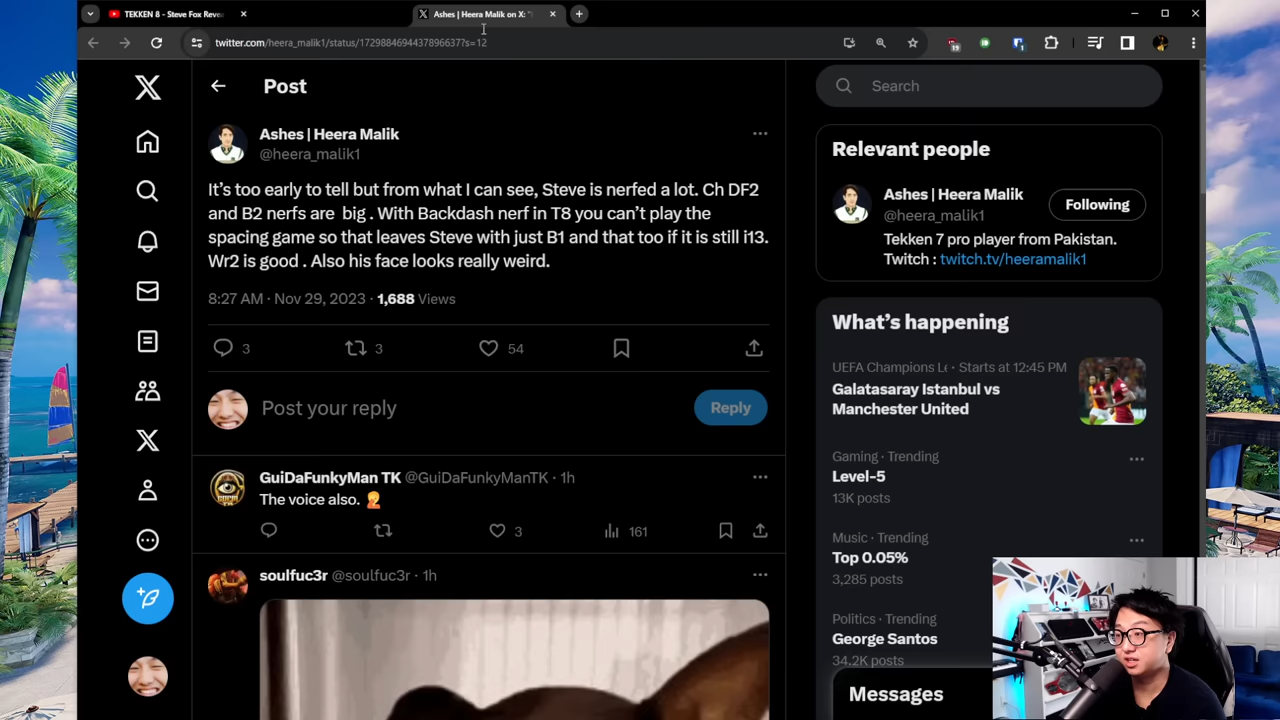 TEKKEN 8 - Steve Fox Reve
Ashes | Heera Malik on X: "
twitter.com/heera_malik1/status/1729884694437896637?s=12
Post
Search
Ashes | Heera Malik
@heera_malik1
It's too early to tell but from what I can see, Steve is nerfed a lot. Ch DF2
and B2 nerfs are big . With Backdash nerf in T8 you can't play the
spacing game so that leaves Steve with just B1 and that too if it is still i13.
Wr2 is good . Also his face looks really weird.
8:27 AM · Nov 29, 2023 · 1,688 Views
3
3
54
Post your reply
Reply
GuiDaFunkyMan TK @GuiDaFunkyManTK · 1h
The voice also.
3
161
soulfuc3r @soulfuc3r · 1h
Relevant people
Ashes | Heera Malik
@heera_malik1
Following
Tekken 7 pro player from Pakistan.
Twitch : twitch.tv/heeramalik1
What's happening
UEFA Champions Le · Starts at 12:45 PM
Galatasaray Istanbul vs
Manchester United
Gaming · Trending
Level-5
13K posts
Music · Trending
Top 0.05%
3,285 posts
Politics · Trending
George Santos
34.2K posts
Messages